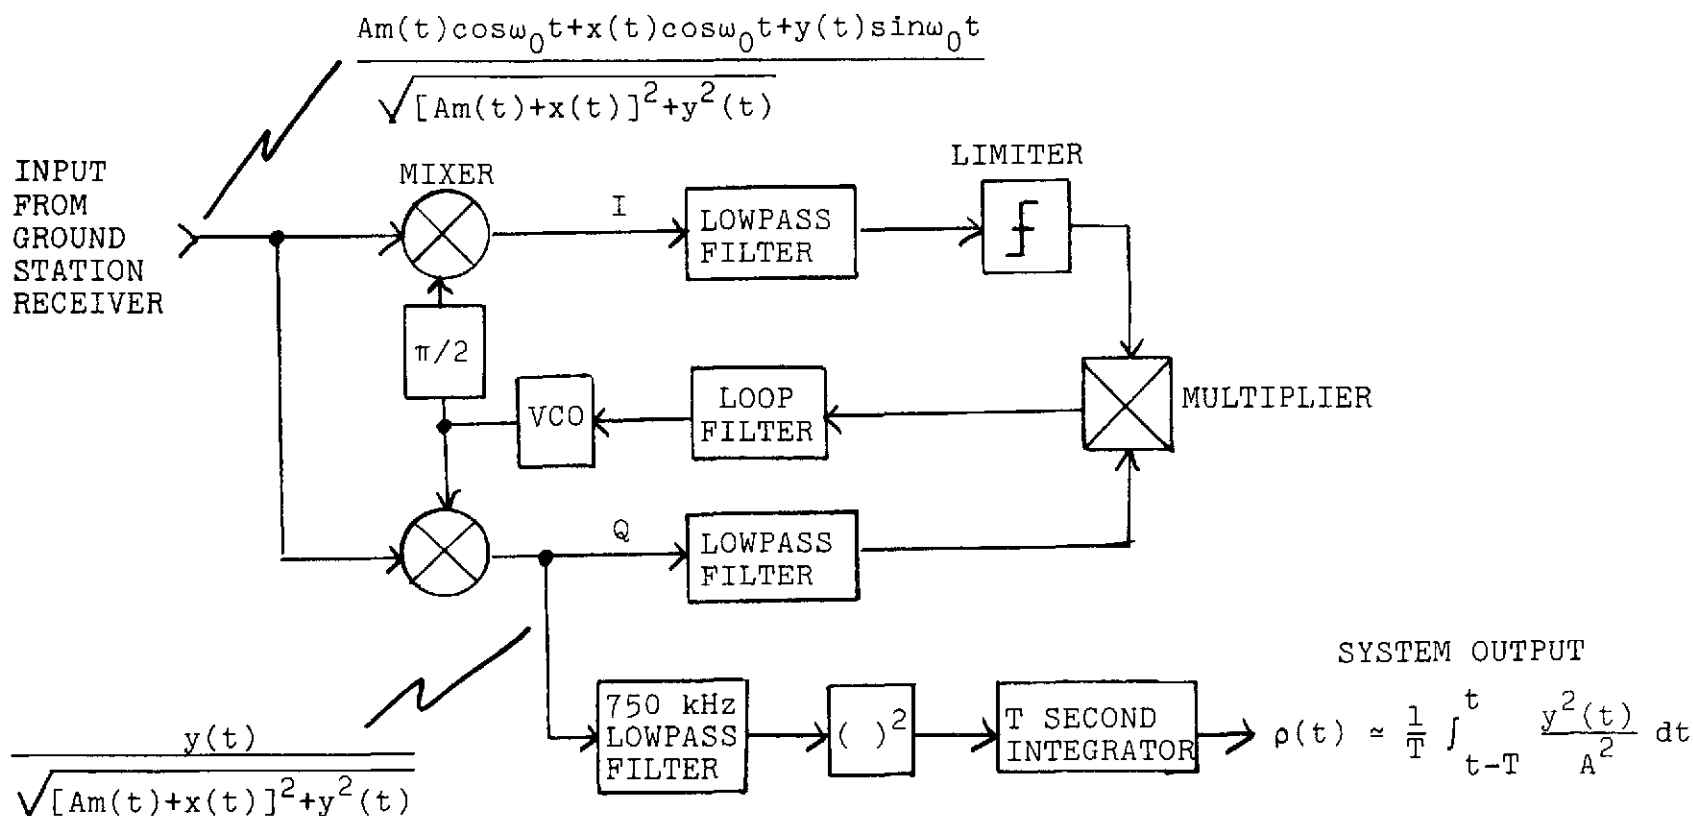 Am(t)cosω₀t+x(t)cosω₀t+y(t)sinω₀t
√[Am(t)+x(t)]²+y²(t)
INPUT
FROM
GROUND
STATION
RECEIVER
MIXER
I
LOWPASS
FILTER
LIMITER
π/2
VCO
LOOP
FILTER
MULTIPLIER
Q
LOWPASS
FILTER
y(t)
√[Am(t)+x(t)]²+y²(t)
750 kHz
LOWPASS
FILTER
( )²
T SECOND
INTEGRATOR
SYSTEM OUTPUT
ρ(t) ≃ 1/T ∫ₜ₋ₜᵗ y²(t)/A² dt